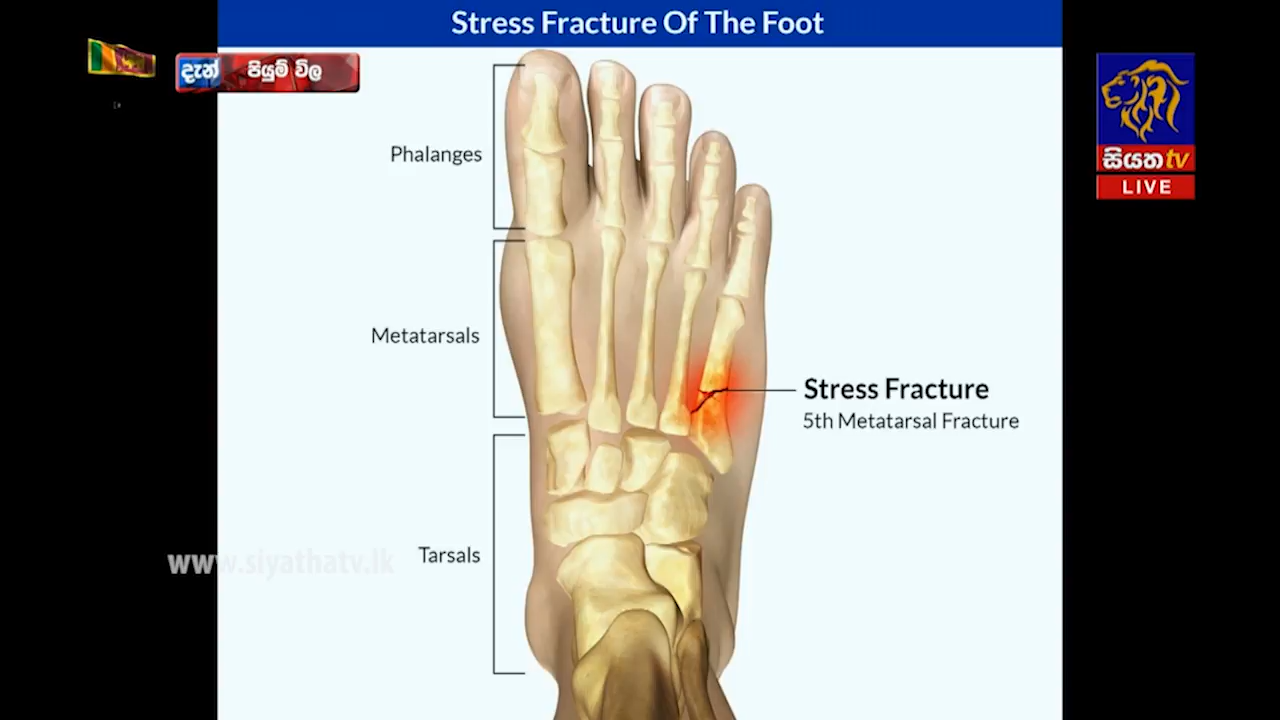 Stress Fracture Of The Foot
දැන් පියුම් විල
Phalanges
Metatarsals
Tarsals
Stress Fracture
5th Metatarsal Fracture
සියත tv
LIVE
www.siyathatv.lk